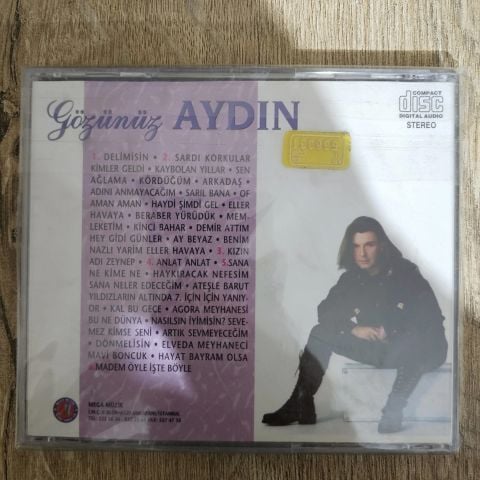 Gözünüz AYDIN
COMPACT
disc
DIGITAL AUDIO
STEREO
1. DELİMİSİN • 2. SARDI KORKULAR
KİMLER GELDİ • KAYBOLAN YILLAR • SEN
AĞLAMA • KÖRDÜĞÜM • ARKADAŞ •
ADINI ANMAYACAĞIM • SARIL BANA • OF
AMAN AMAN • HAYDİ ŞİMDİ GEL • ELLER
HAVAYA • BERABER YÜRÜDÜK • MEM-
LEKETİM • İKİNCİ BAHAR • DEMİR ATTIM
HEY GİDİ GÜNLER • AY BEYAZ • BENİM
NAZLI YARİM ELLER HAVAYA • 3. KIZIN
ADI ZEYNEP • 4. ANLAT ANLAT • 5.SANA
NE KİME NE • HAYKIRACAK NEFESİM
SANA NELER EDECEĞİM • ATEŞLE BARUT
YILDIZLARIN ALTINDA 7. İÇİN İÇİN YANIY-
OR • KAL BU GECE • AGORA MEYHANESİ
BU NE DÜNYA • NASILSIN İYİMİSİN? SEVE-
MEZ KİMSE SENİ • ARTIK SEVMEYECEĞİM
• DÖNMELİSİN • ELVEDA MEYHANECİ
MAVİ BONCUK • HAYAT BAYRAM OLSA
MADEM ÖYLE İŞTE BÖYLE
MEGA MÜZİK